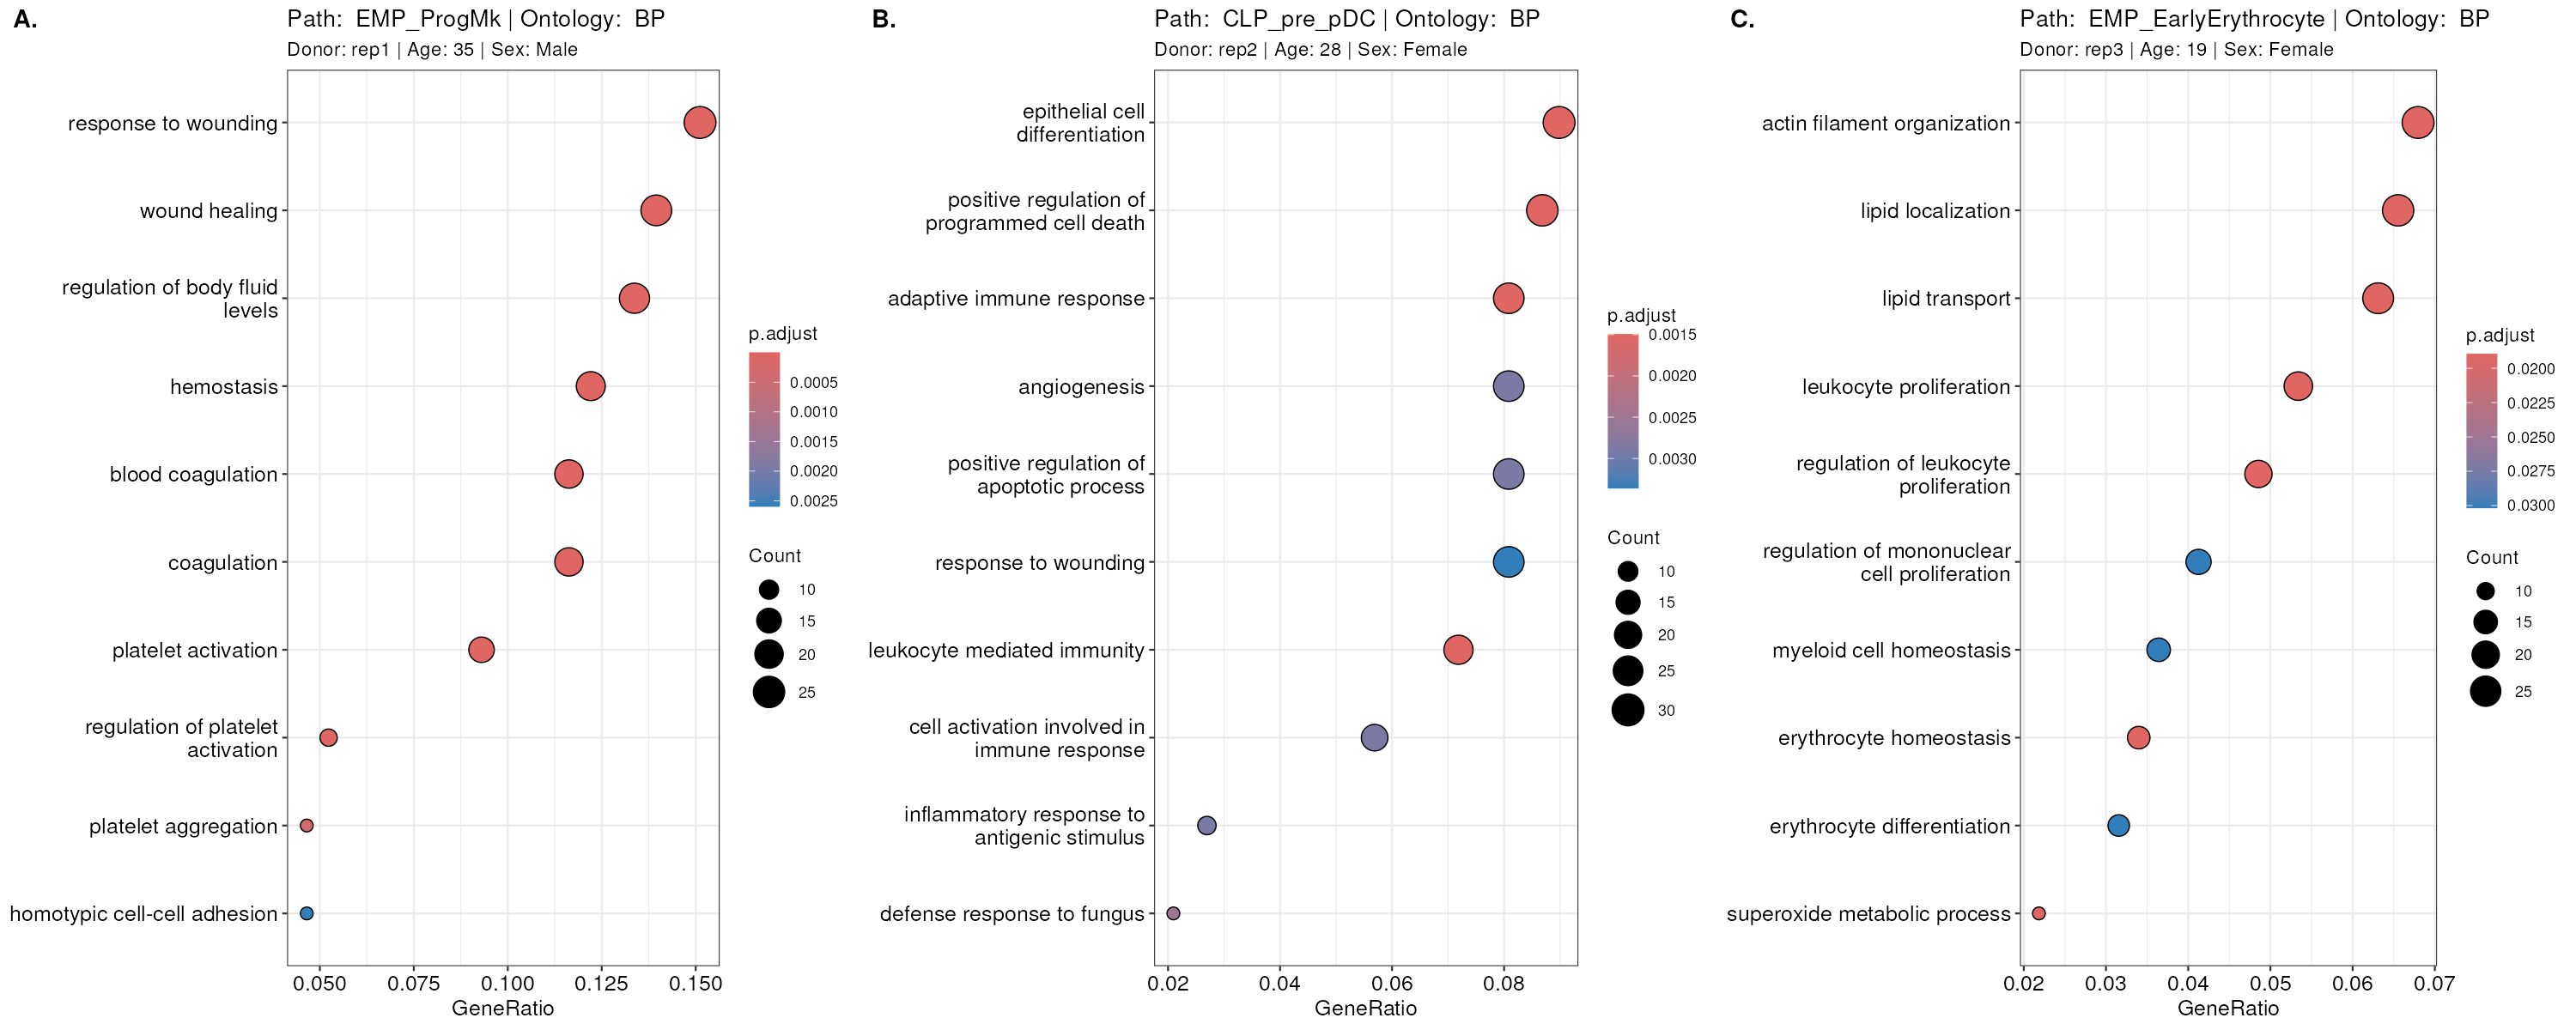 A.
Path: EMP_ProgMk | Ontology: BP
Donor: rep1 | Age: 35 | Sex: Male
response to wounding
wound healing
regulation of body fluid
levels
hemostasis
blood coagulation
coagulation
platelet activation
regulation of platelet
activation
platelet aggregation
homotypic cell-cell adhesion
0.050 0.075 0.100 0.125 0.150
GeneRatio
p.adjust
0.0005
0.0010
0.0015
0.0020
0.0025
Count
10
15
20
25
B.
Path: CLP_pre_pDC | Ontology: BP
Donor: rep2 | Age: 28 | Sex: Female
epithelial cell
differentiation
positive regulation of
programmed cell death
adaptive immune response
angiogenesis
positive regulation of
apoptotic process
response to wounding
leukocyte mediated immunity
cell activation involved in
immune response
inflammatory response to
antigenic stimulus
defense response to fungus
0.02 0.04 0.06 0.08
GeneRatio
p.adjust
0.0015
0.0020
0.0025
0.0030
Count
10
15
20
25
30
C.
Path: EMP_EarlyErythrocyte | Ontology: BP
Donor: rep3 | Age: 19 | Sex: Female
actin filament organization
lipid localization
lipid transport
leukocyte proliferation
regulation of leukocyte
proliferation
regulation of mononuclear
cell proliferation
myeloid cell homeostasis
erythrocyte homeostasis
erythrocyte differentiation
superoxide metabolic process
0.02 0.03 0.04 0.05 0.06 0.07
GeneRatio
p.adjust
0.0200
0.0225
0.0250
0.0275
0.0300
Count
10
15
20
25